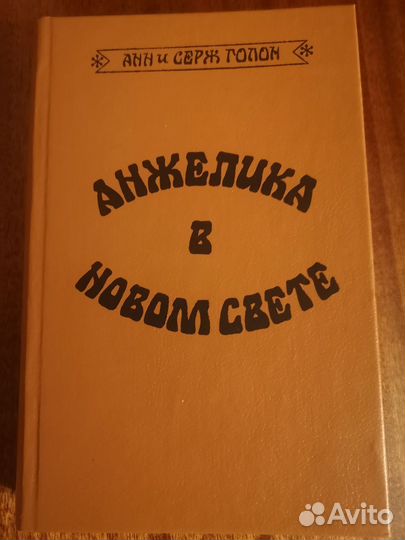 АНН и СЕРЖ ГОЛОН
АНЖЕЛИКА
В
НОВОМ СВЕТЕ
Avito